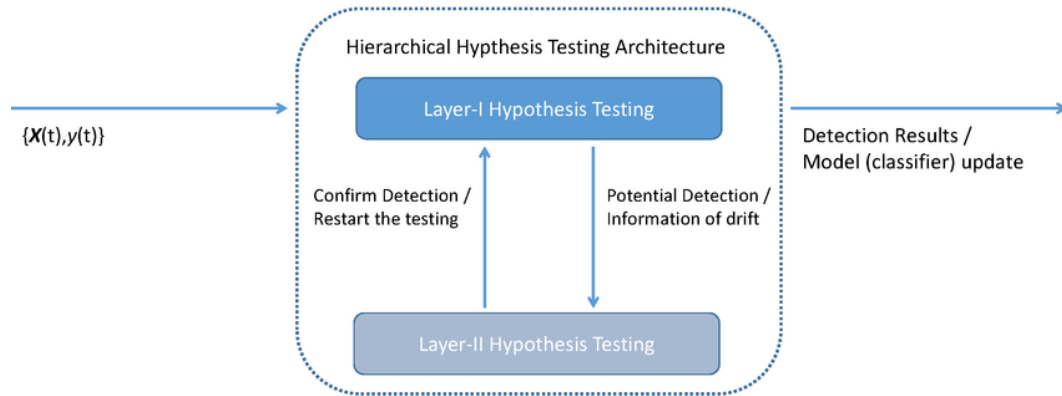 Hierarchical Hypthesis Testing Architecture
Layer-I Hypothesis Testing
{X(t),y(t)}
Detection Results /
Model (classifier) update
Confirm Detection /
Restart the testing
Potential Detection /
Information of drift
Layer-II Hypothesis Testing